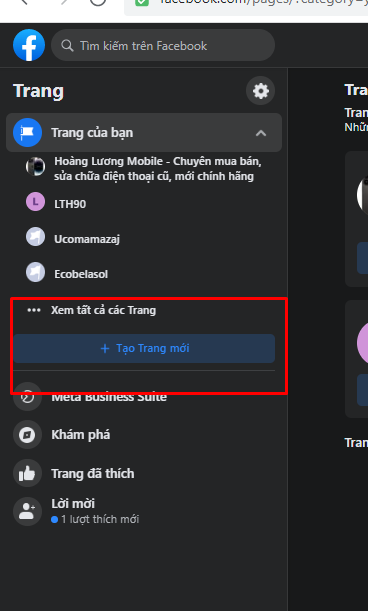 facebook.com/pages/?category=y
Tìm kiếm trên Facebook
Trang
Trang của bạn
Hoàng Lương Mobile - Chuyên mua bán,
sửa chữa điện thoại cũ, mới chính hãng
LTH90
Ucomamazaj
Ecobelasol
Xem tất cả các Trang
+ Tạo Trang mới
Meta Business Suite
Khám phá
Trang đã thích
Lời mời
1 lượt thích mới
Tra
Tran
Nhữn
Tran